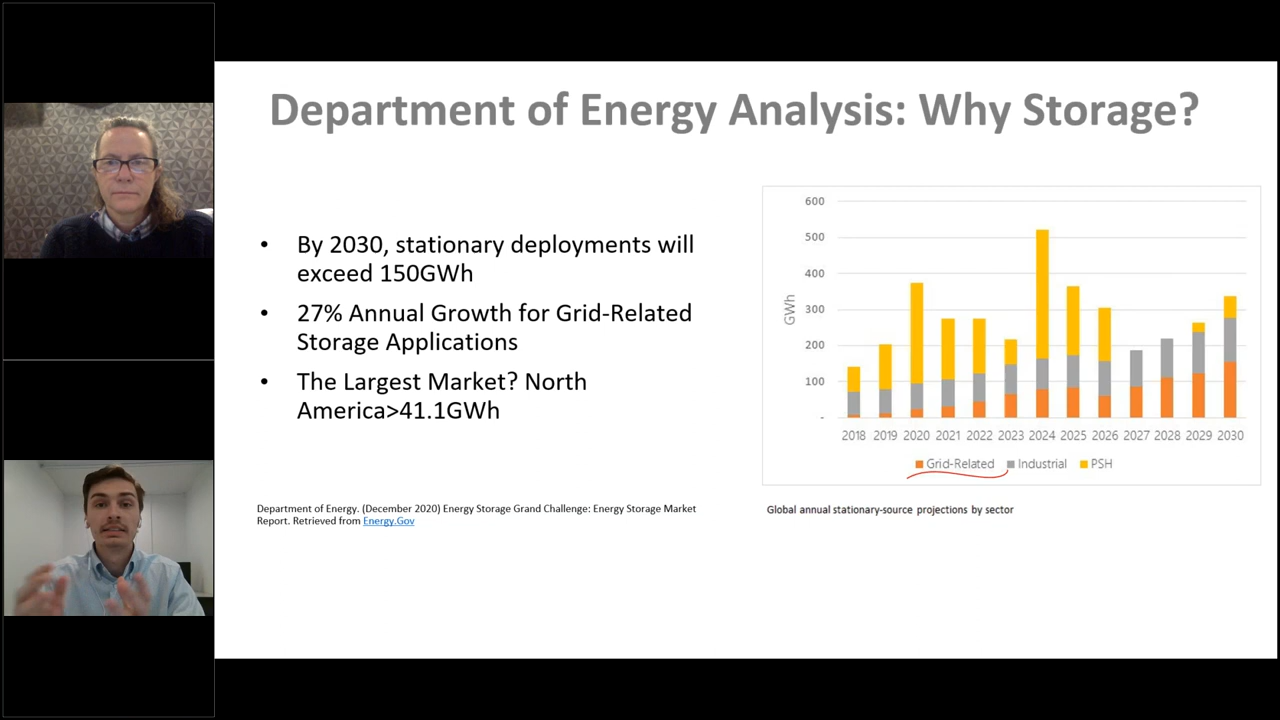 Department of Energy Analysis: Why Storage?
• By 2030, stationary deployments will
exceed 150GWh
• 27% Annual Growth for Grid-Related
Storage Applications
• The Largest Market? North
America>41.1GWh
Department of Energy. (December 2020) Energy Storage Grand Challenge: Energy Storage Market
Report. Retrieved from Energy.Gov
600
500
400
300
200
100
-
GWh
2018 2019 2020 2021 2022 2023 2024 2025 2026 2027 2028 2029 2030
Grid-Related Industrial PSH
Global annual stationary-source projections by sector